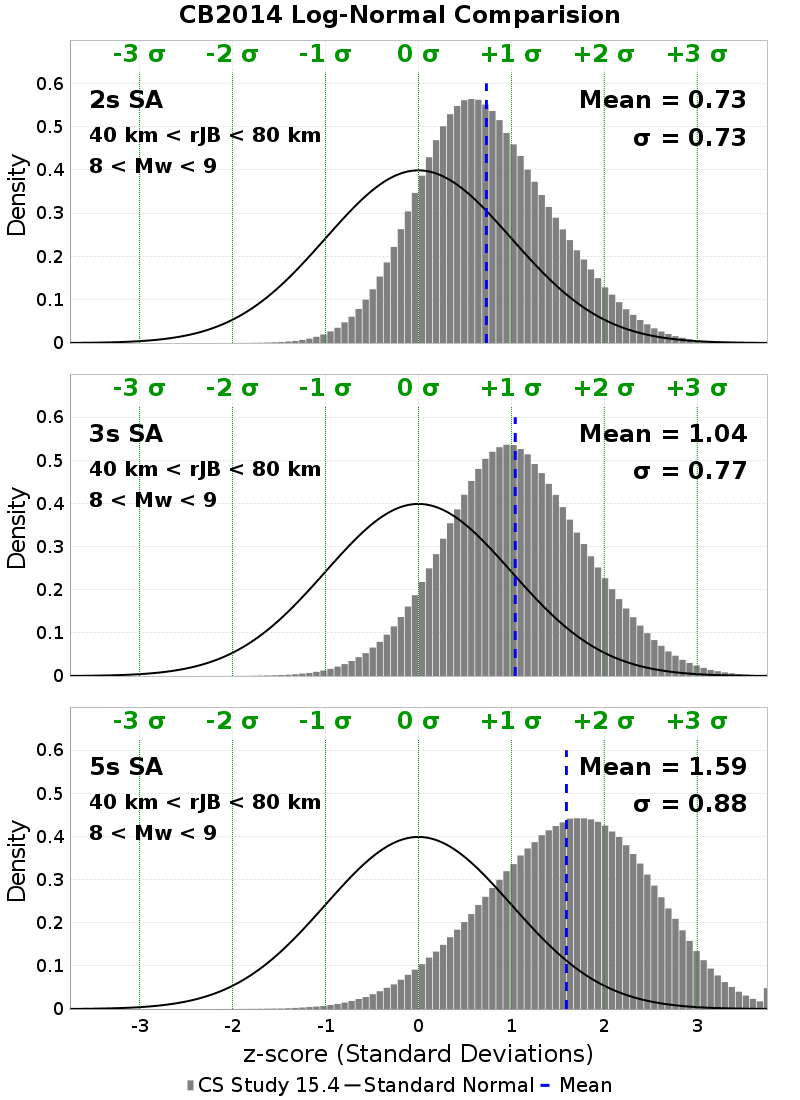 CB2014 Log-Normal Comparision
-3 σ -2 σ -1 σ 0 σ +1 σ +2 σ +3 σ
2s SA
40 km < rJB < 80 km
8 < Mw < 9
Mean = 0.73
σ = 0.73
Density
0.6
0.5
0.4
0.3
0.2
0.1
0
-3 σ -2 σ -1 σ 0 σ +1 σ +2 σ +3 σ
3s SA
40 km < rJB < 80 km
8 < Mw < 9
Mean = 1.04
σ = 0.77
Density
0.6
0.5
0.4
0.3
0.2
0.1
0
-3 σ -2 σ -1 σ 0 σ +1 σ +2 σ +3 σ
5s SA
40 km < rJB < 80 km
8 < Mw < 9
Mean = 1.59
σ = 0.88
Density
0.6
0.5
0.4
0.3
0.2
0.1
0
-3 -2 -1 0 1 2 3
z-score (Standard Deviations)
CS Study 15.4 Standard Normal Mean